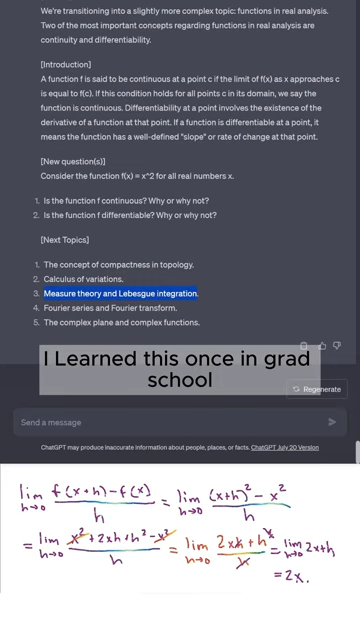 We're transitioning into a slightly more complex topic: functions in real analysis.
Two of the most important concepts regarding functions in real analysis are
continuity and differentiability.
[Introduction]
A function f is said to be continuous at a point c if the limit of f(x) as x approaches c
is equal to f(c). If this condition holds for all points c in its domain, we say the
function is continuous. Differentiability at a point involves the existence of the
derivative of a function at that point. If a function is differentiable at a point, it
means the function has a well-defined "slope" or rate of change at that point.
[New question(s)]
Consider the function f(x) = x^2 for all real numbers x.
1. Is the function f continuous? Why or why not?
2. Is the function f differentiable? Why or why not?
[Next Topics]
1. The concept of compactness in topology.
2. Calculus of variations.
3. Measure theory and Lebesgue integration.
4. Fourier series and Fourier transform.
5. The complex plane and complex functions.
I Learned this once in grad
school
Regenerate
Send a message
ChatGPT may produce inaccurate information about people, places, or facts. ChatGPT July 20 Version
lim h→0 f(x+h) - f(x) / h = lim h→0 (x+h)² - x² / h
= lim h→0 x² + 2xh + h² - x² / h = lim h→0 2xh + h² / h = lim h→0 2x+h
= 2x.